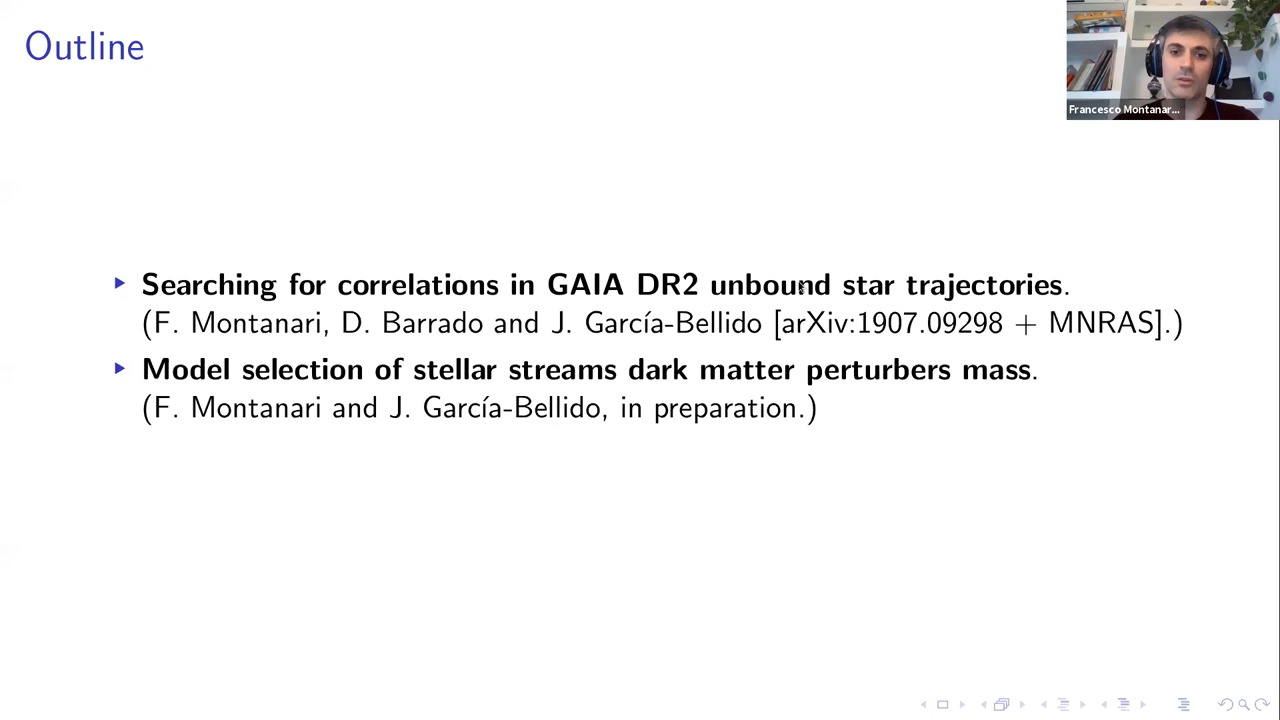 Outline
Francesco Montanar...
Searching for correlations in GAIA DR2 unbound star trajectories.
(F. Montanari, D. Barrado and J. García-Bellido [arXiv:1907.09298 + MNRAS].)
Model selection of stellar streams dark matter perturbers mass.
(F. Montanari and J. García-Bellido, in preparation.)